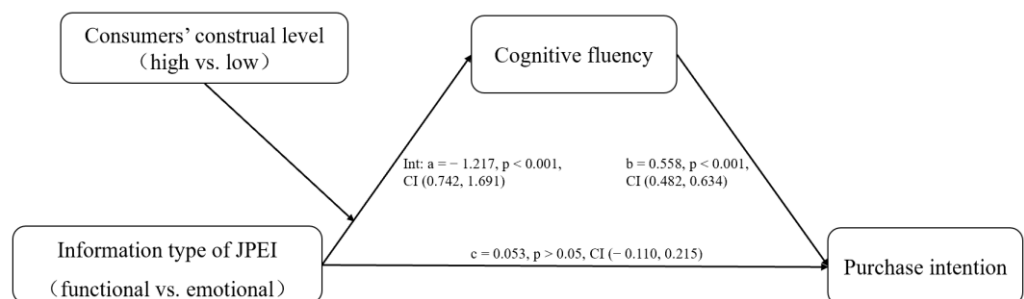 Consumers’ construal level
（high vs. low）
Cognitive fluency
Int: a = − 1.217, p < 0.001,
CI (0.742, 1.691)
b = 0.558, p < 0.001,
CI (0.482, 0.634)
Information type of JPEI
（functional vs. emotional）
c = 0.053, p > 0.05, CI (− 0.110, 0.215)
Purchase intention